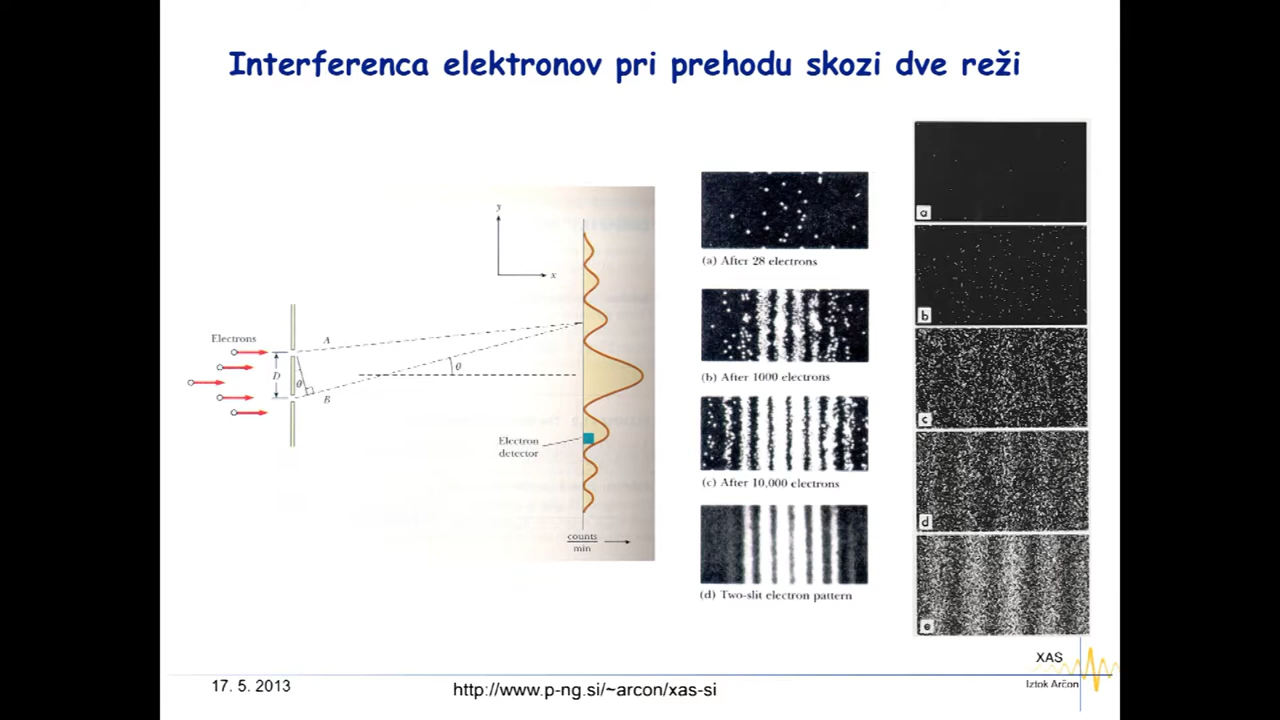 Interferenca elektronov pri prehodu skozi dve reži
y
x
Electrons
A
D
θ
θ
B
Electron
detector
counts
min
(a) After 28 electrons
(b) After 1000 electrons
(c) After 10,000 electrons
(d) Two-slit electron pattern
a
b
c
d
e
17. 5. 2013
http://www.p-ng.si/~arcon/xas-si
XAS
Iztok Arčon